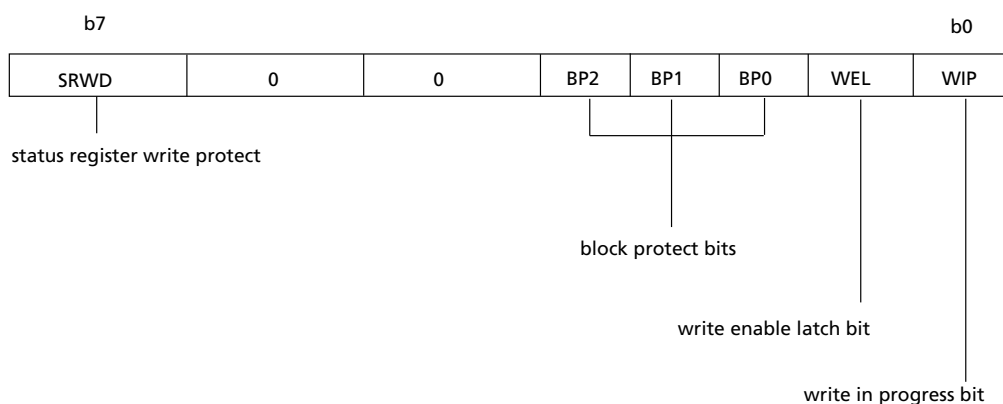 b7 b0
SRWD 0 0 BP2 BP1 BP0 WEL WIP
status register write protect
block protect bits
write enable latch bit
write in progress bit